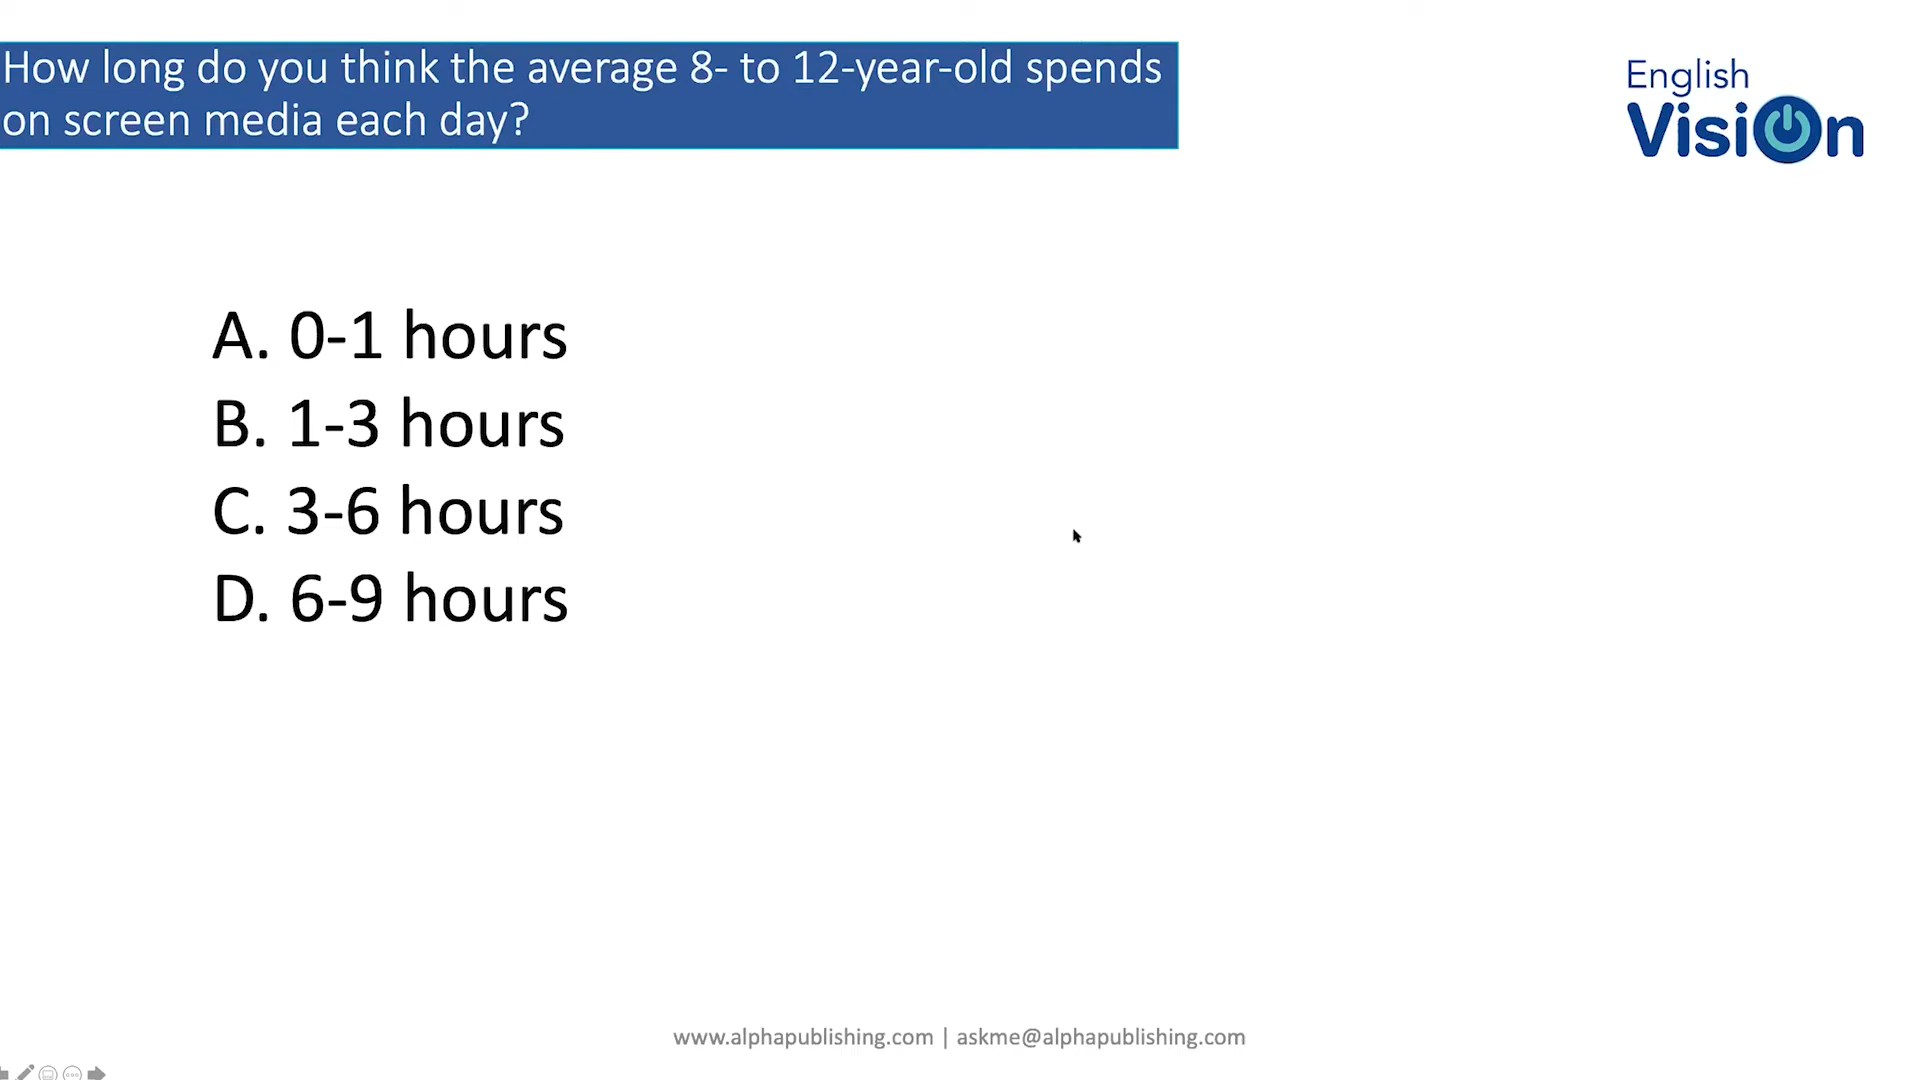 How long do you think the average 8- to 12-year-old spends
on screen media each day?
English
VisiOn
A. 0-1 hours
B. 1-3 hours
C. 3-6 hours
D. 6-9 hours
www.alphapublishing.com | askme@alphapublishing.com